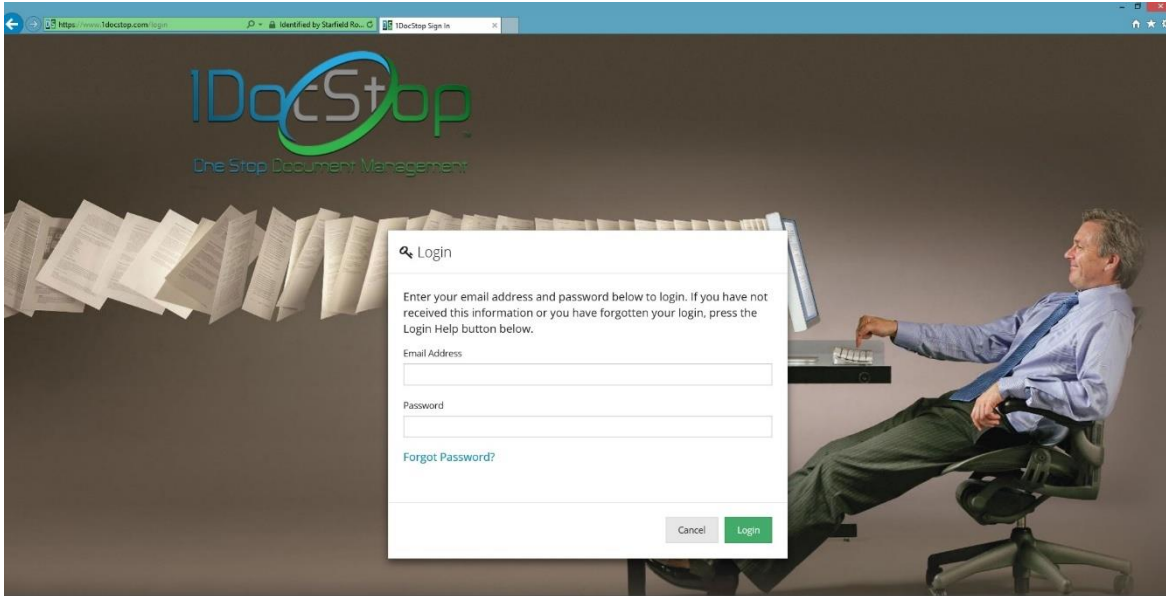 https://www.1docstop.com/login
Identified by Starfield Ro...
1DocStop Sign In
1DocStop
TM
One Stop Document Management
Login
Enter your email address and password below to login. If you have not
received this information or you have forgotten your login, press the
Login Help button below.
Email Address
Password
Forgot Password?
Cancel
Login